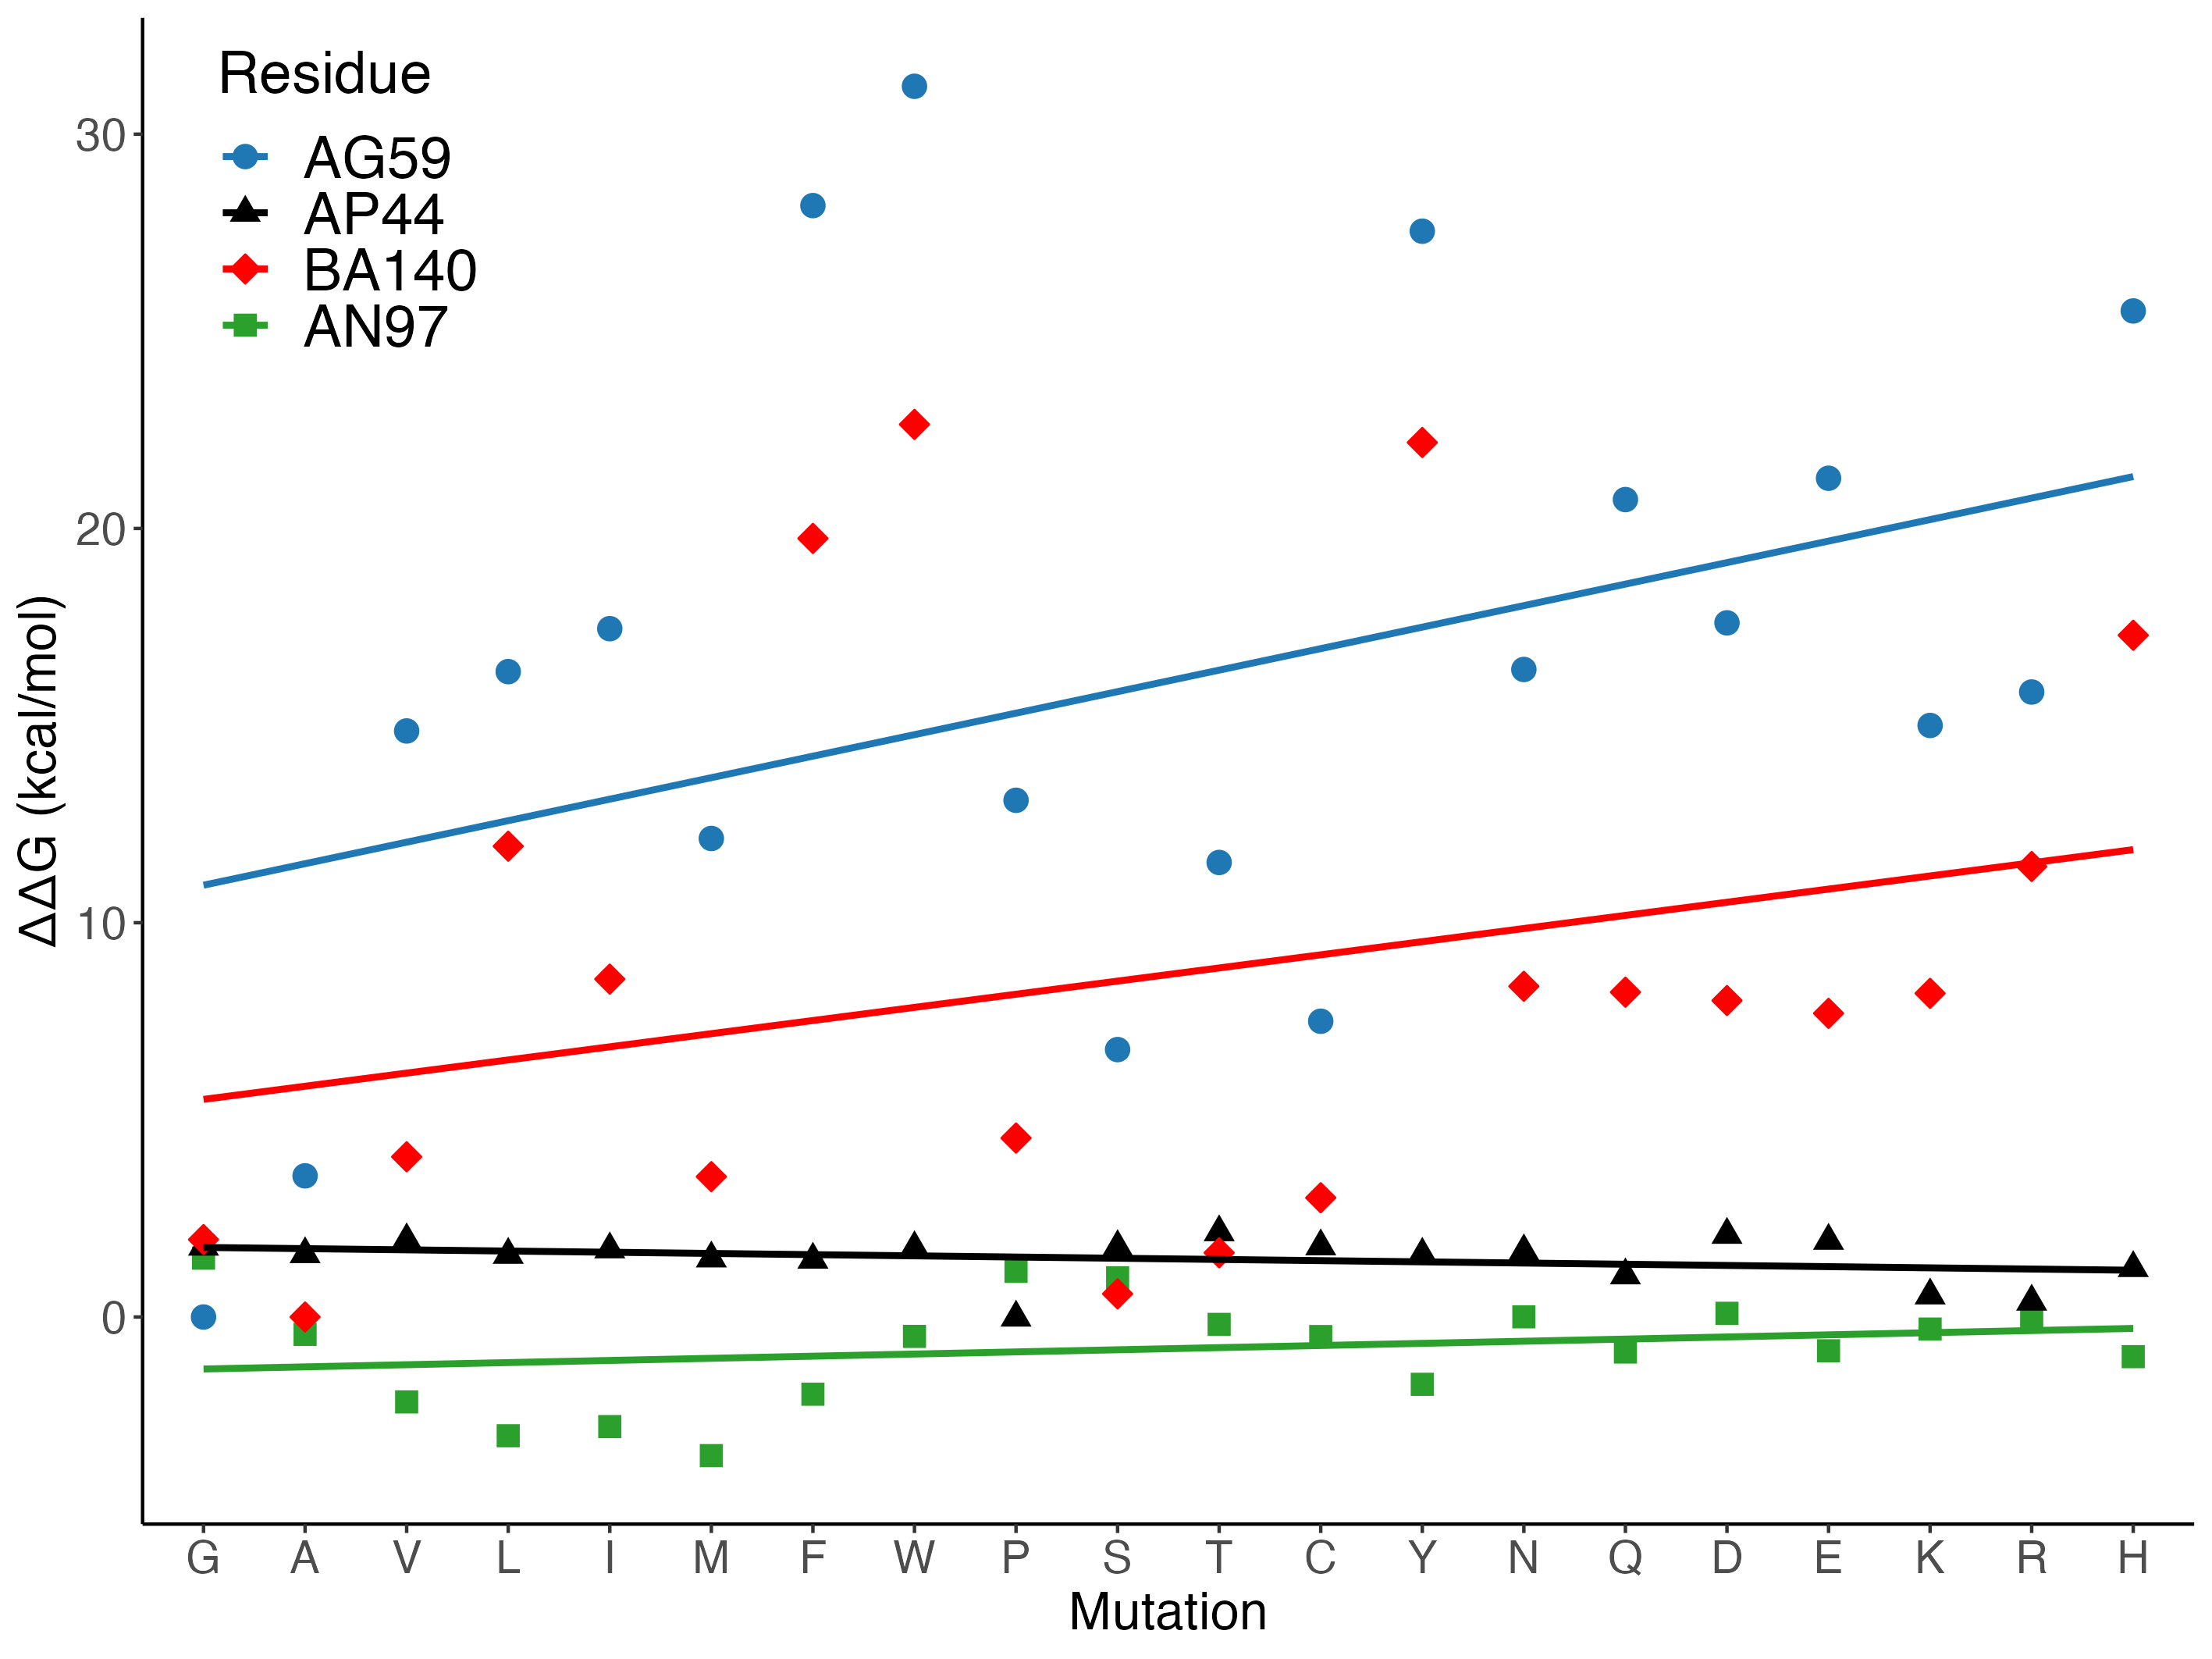 Residue
AG59
AP44
BA140
AN97
ΔΔG (kcal/mol)
30
20
10
0
G A V L I M F W P S T C Y N Q D E K R H
Mutation